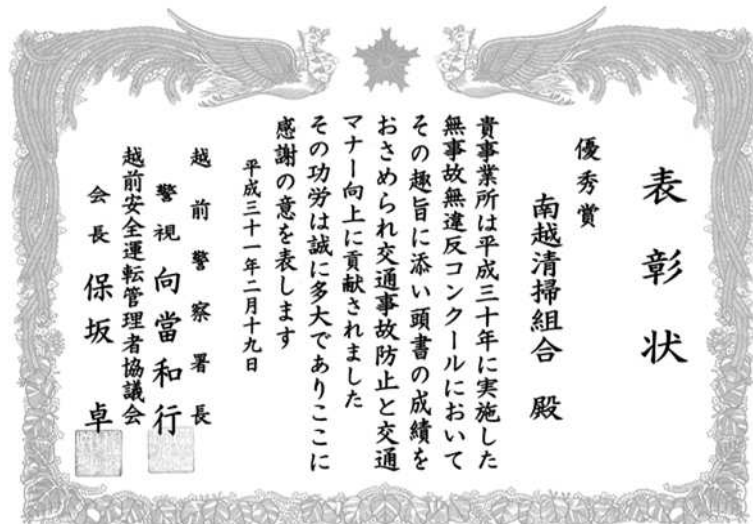 表彰状
優秀賞
南越清掃組合 殿
貴事業所は平成三十年に実施した
無事故無違反コンクールにおいて
その趣旨に添い頭書の成績を
おさめられ交通事故防止と交通
マナー向上に貢献されました
その功労は誠に多大でありここに
感謝の意を表します
平成三十一年二月十九日
越前警察署長
警視 向當和行
越前安全運転管理者協議会
会長 保坂 卓